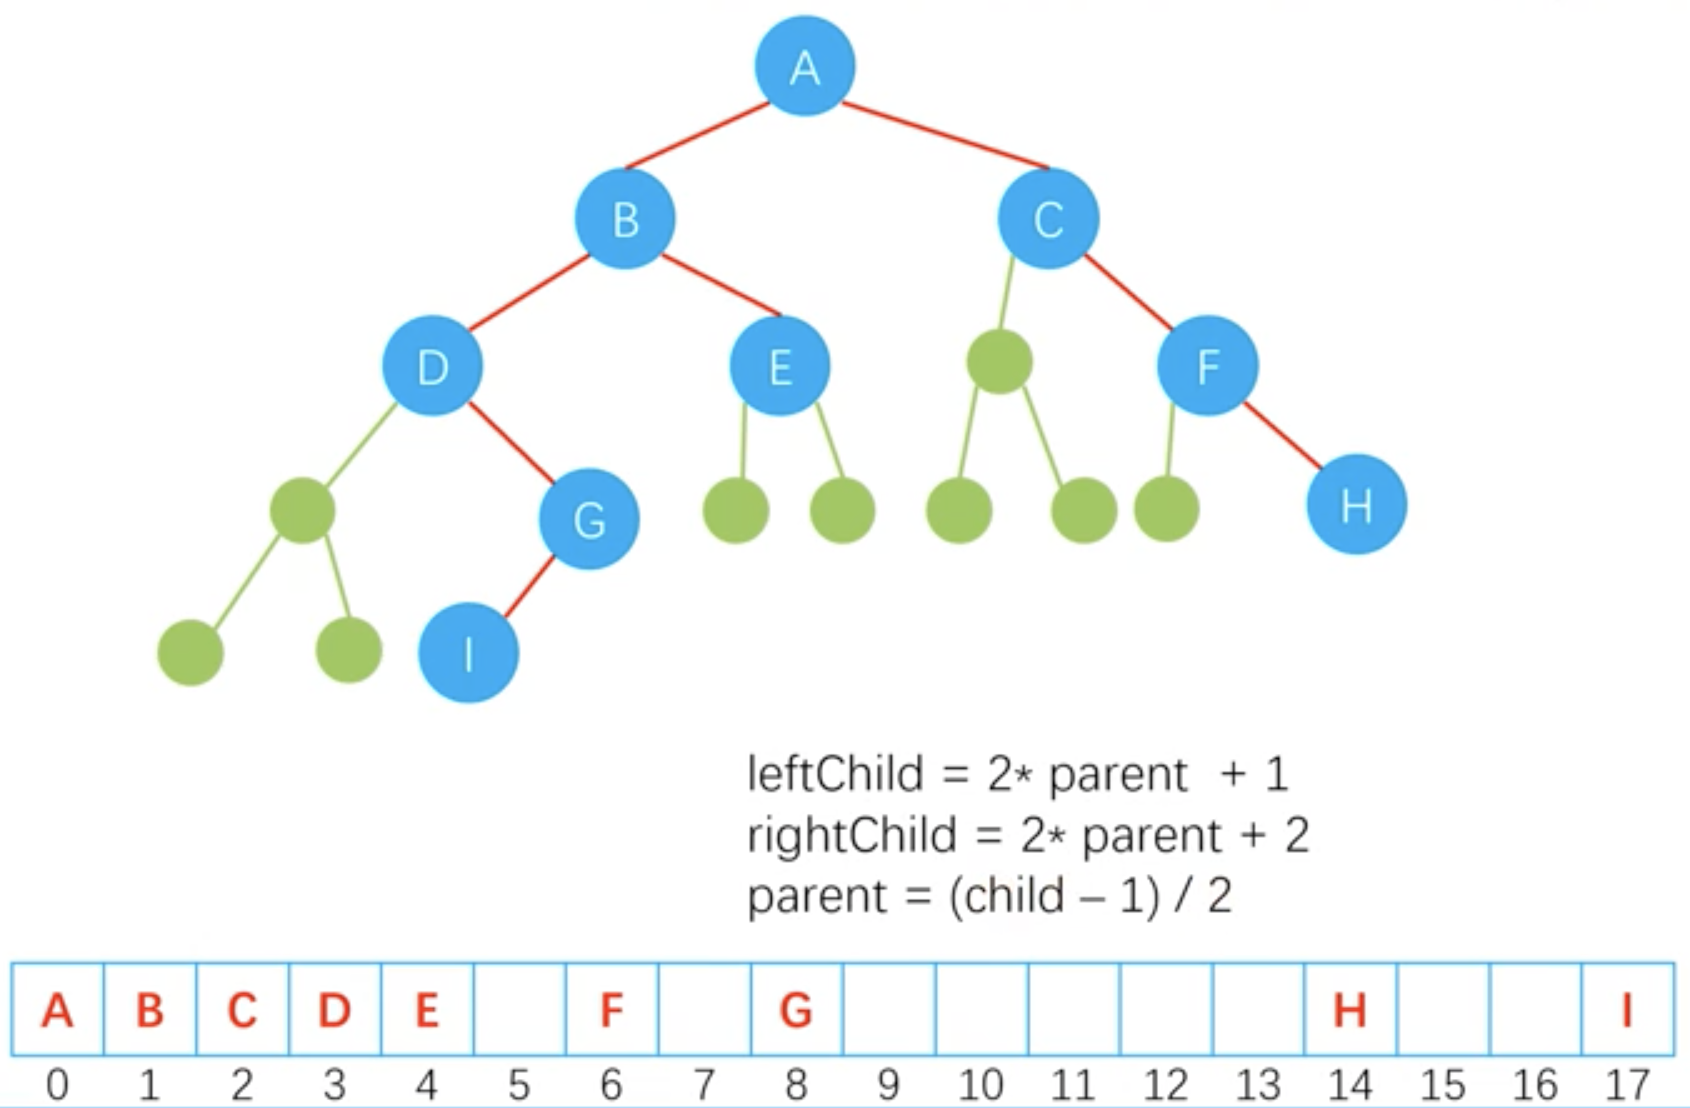 A
B
C
D
E
F
G
H
I
leftChild = 2* parent + 1
rightChild = 2* parent + 2
parent = (child – 1) / 2
A B C D E F G H I
0 1 2 3 4 5 6 7 8 9 10 11 12 13 14 15 16 17